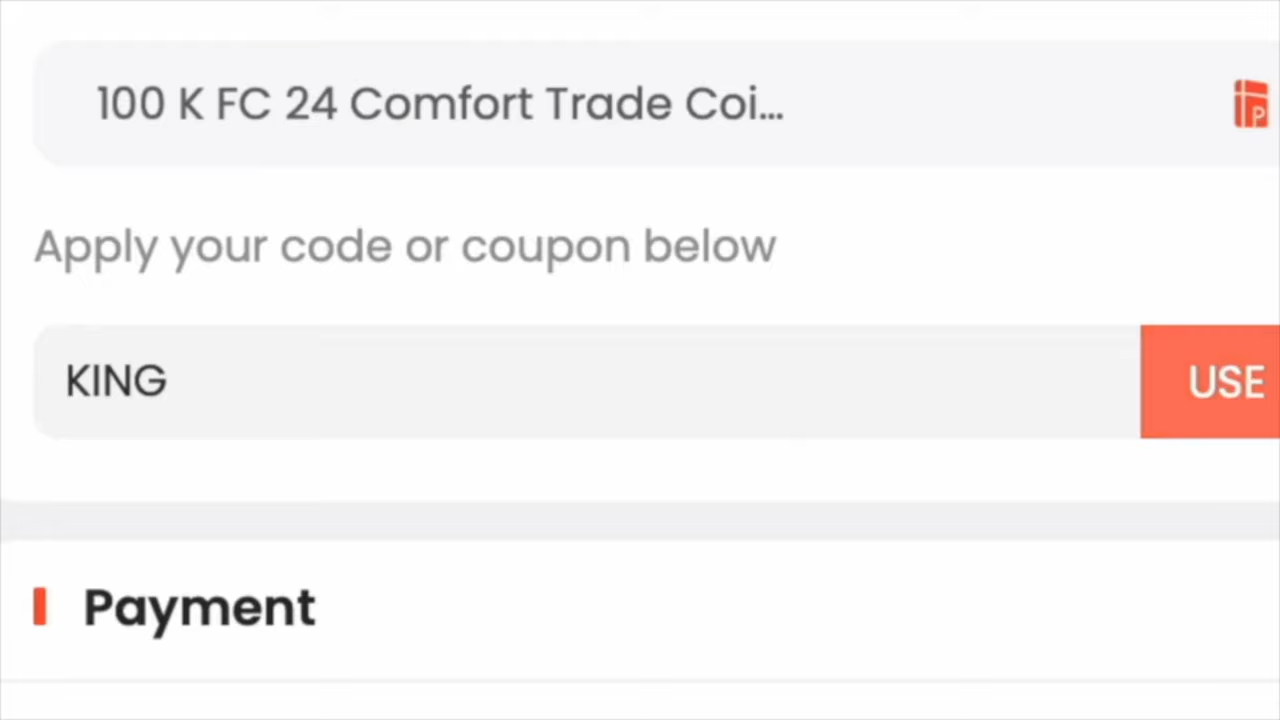 100 K FC 24 Comfort Trade Coi...
P
Apply your code or coupon below
KING
USE
Payment